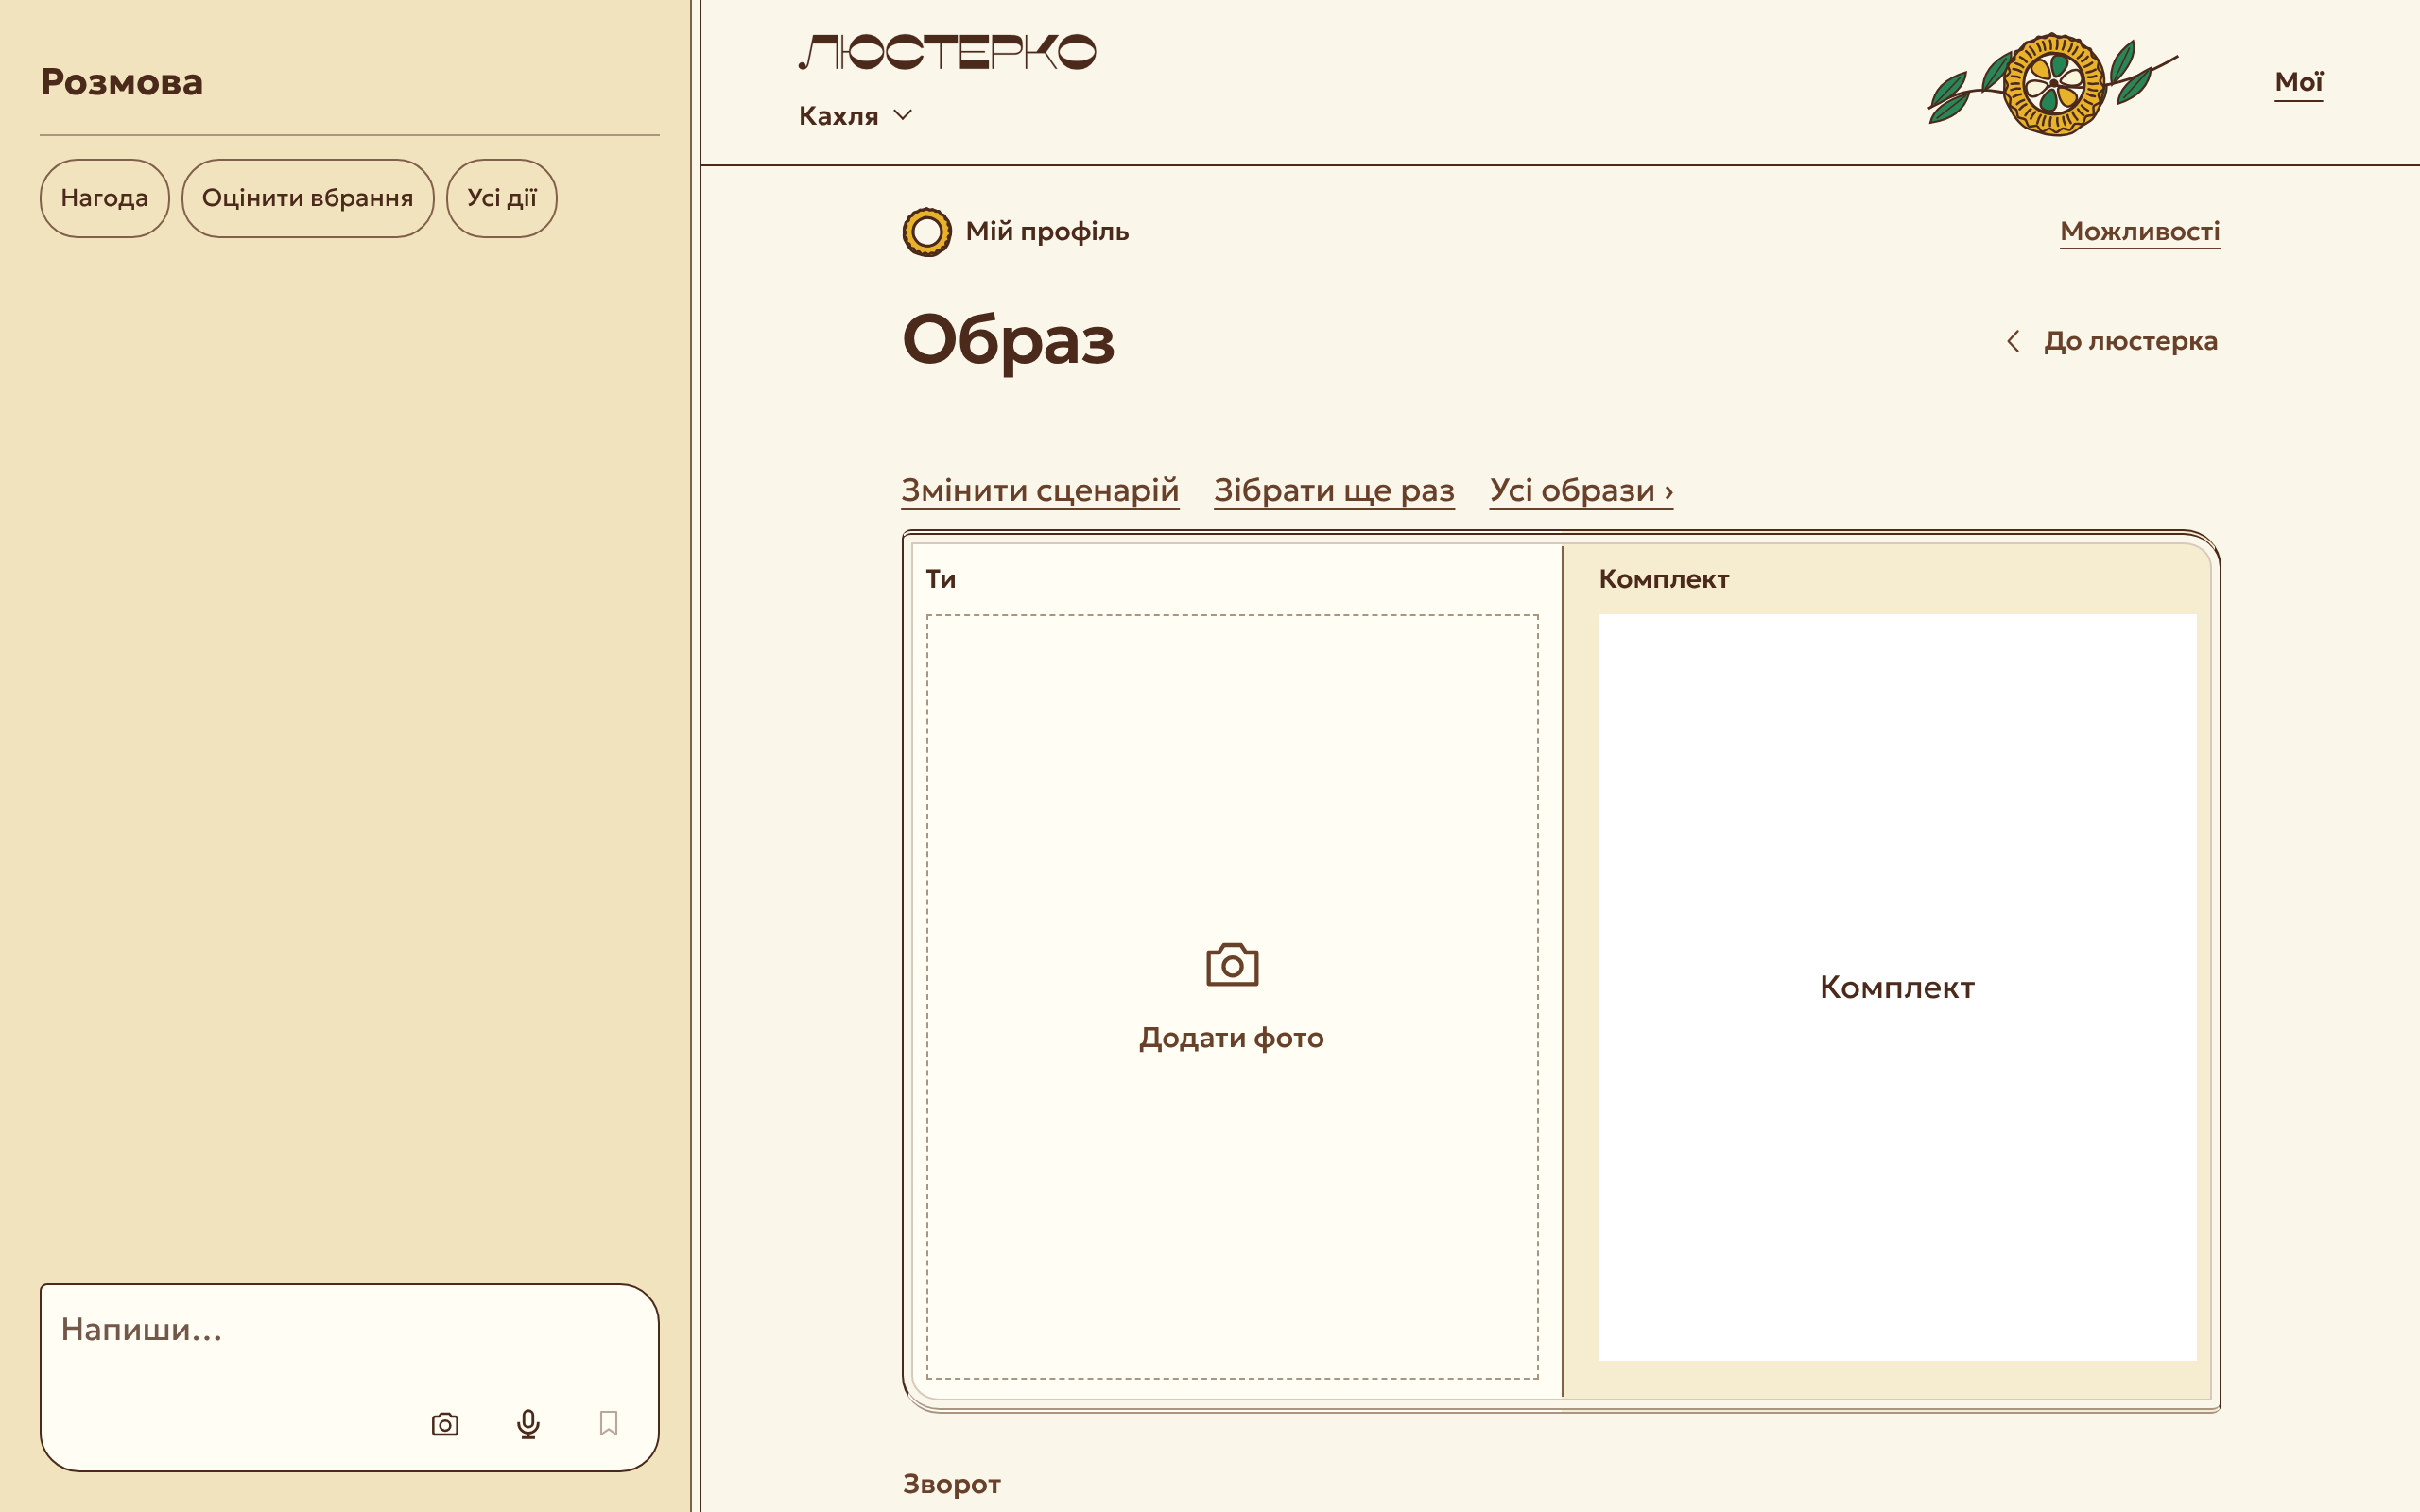 Розмова
Нагода
Оцінити вбрання
Усі дії
Напиши...
ЛЮСТЕРКО
Кахля
Мої
Мій профіль
Можливості
Образ
До люстерка
Змінити сценарій
Зібрати ще раз
Усі образи ›
Ти
Додати фото
Комплект
Комплект
Зворот